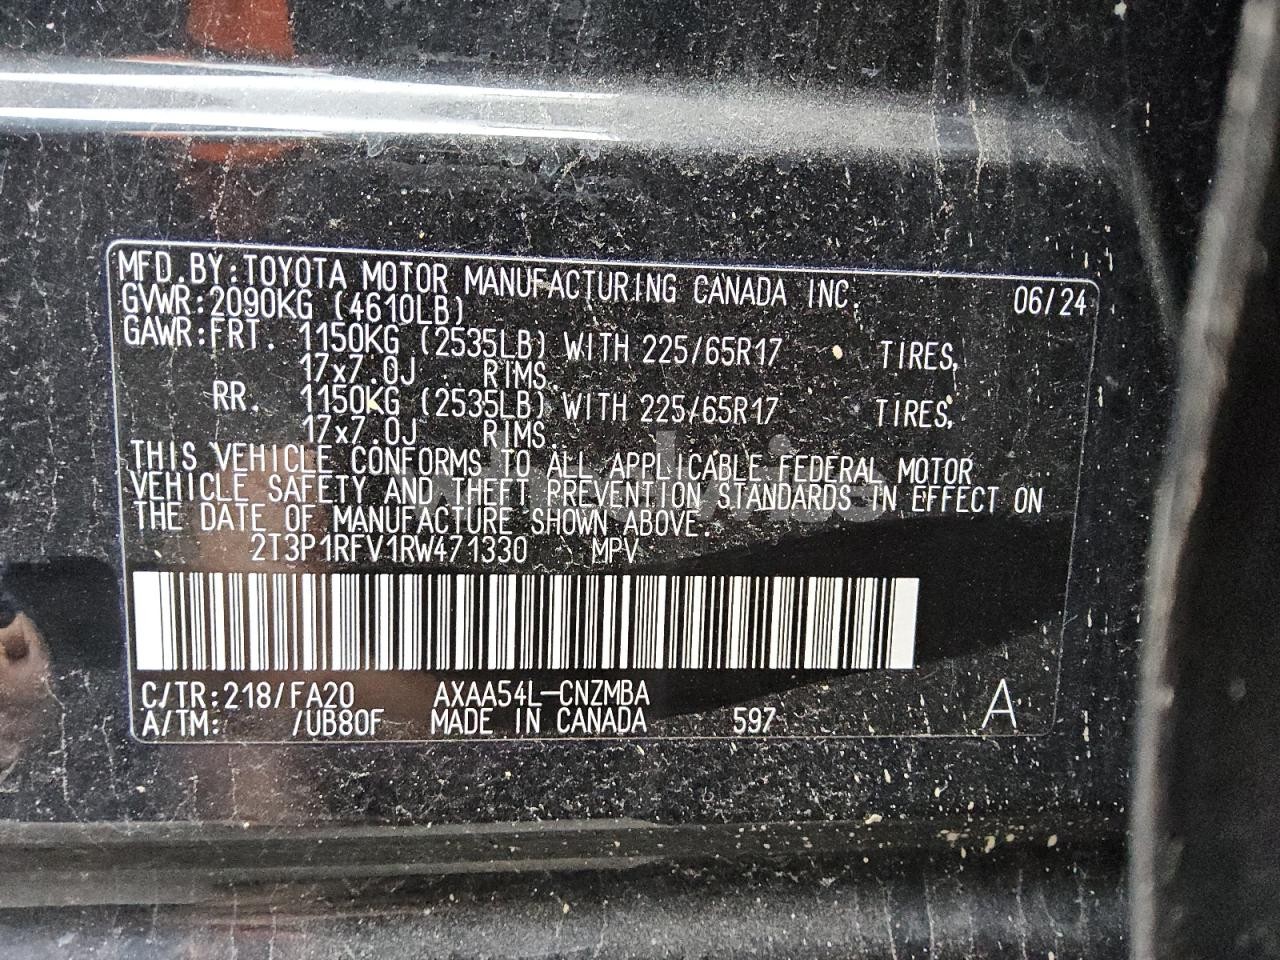 MFD.BY:TOYOTA MOTOR MANUFACTURING CANADA INC. 06/24
GVWR:2090KG (4610LB)
GAWR:FRT. 1150KG (2535LB) WITH 225/65R17 TIRES,
17x7.0J RIMS.
RR. 1150KG (2535LB) WITH 225/65R17 TIRES,
17x7.0J RIMS.
THIS VEHICLE CONFORMS TO ALL APPLICABLE FEDERAL MOTOR
VEHICLE SAFETY AND THEFT PREVENTION STANDARDS IN EFFECT ON
THE DATE OF MANUFACTURE SHOWN ABOVE.
2T3P1RFV1RW471330 MPV
C/TR:218/FA20 AXAA54L-CNZMBA
A/TM: /UB80F MADE IN CANADA 597 A